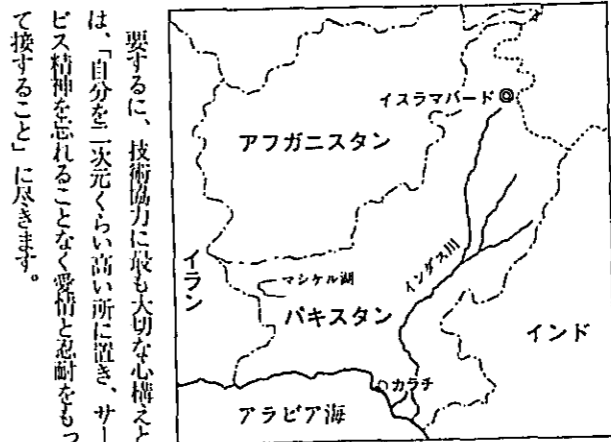 要するに、技術協力に最も大切な心構えと
は、「自分を二次元くらい高い所に置き、サー
ビス精神を忘れることなく愛情と忍耐をもっ
て接すること」に尽きます。
イスラマバード
アフガニスタン
イラン
マシケル湖
インダス川
パキスタン
インド
カラチ
アラビア海